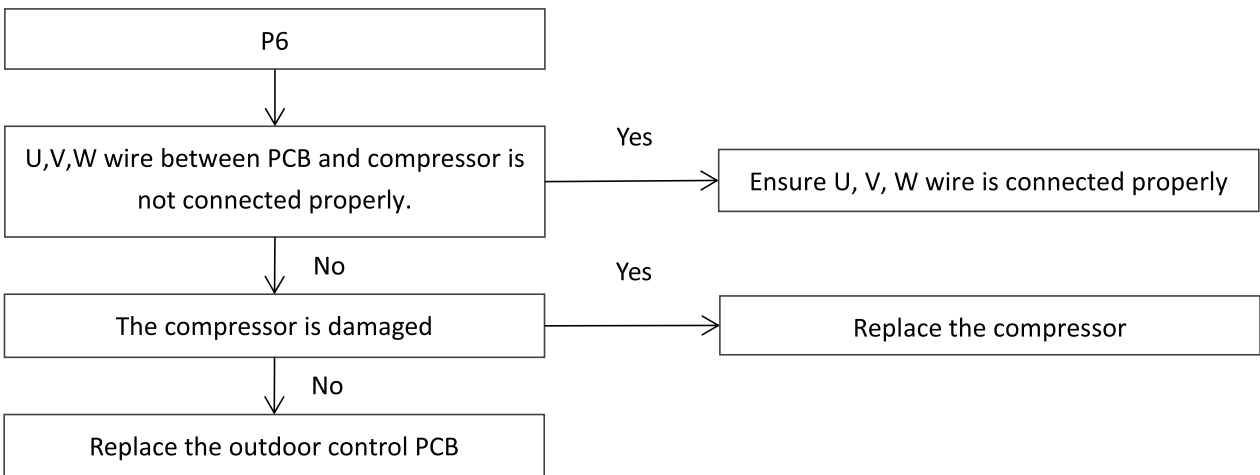 P6
U,V,W wire between PCB and compressor is
not connected properly.
Yes
Ensure U, V, W wire is connected properly
No
The compressor is damaged
Yes
Replace the compressor
No
Replace the outdoor control PCB